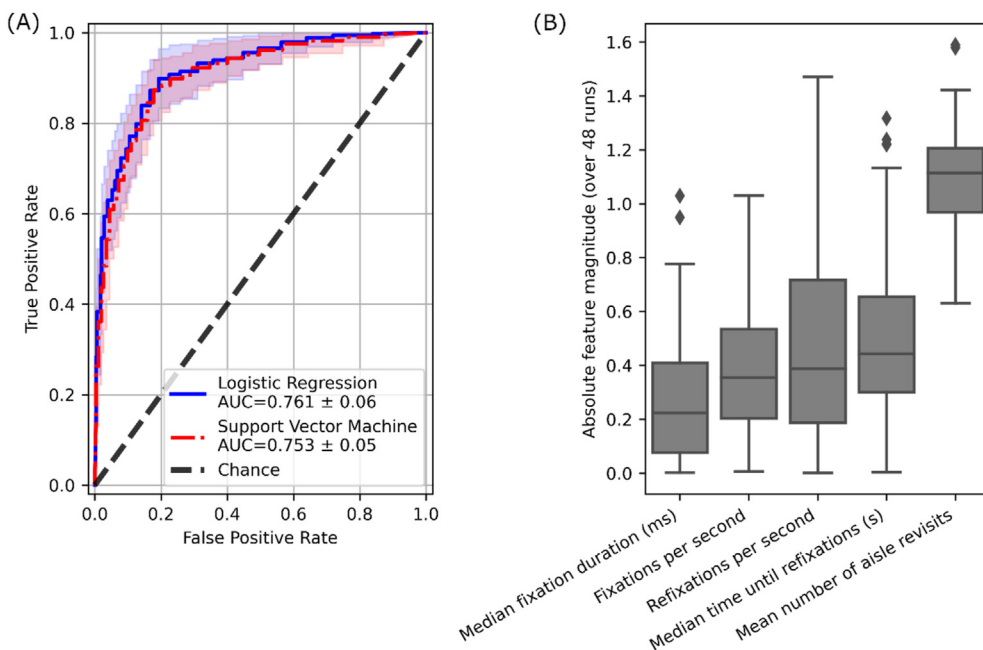 (A)
1.0
0.8
0.6
0.4
0.2
0.0
True Positive Rate
0.0 0.2 0.4 0.6 0.8 1.0
False Positive Rate
Logistic Regression
AUC=0.761 ± 0.06
Support Vector Machine
AUC=0.753 ± 0.05
Chance
(B)
1.6
1.4
1.2
1.0
0.8
0.6
0.4
0.2
0.0
Absolute feature magnitude (over 48 runs)
Median fixation duration (ms)
Fixations per second
Refixations per second
Median time until refixations (s)
Mean number of aisle revisits